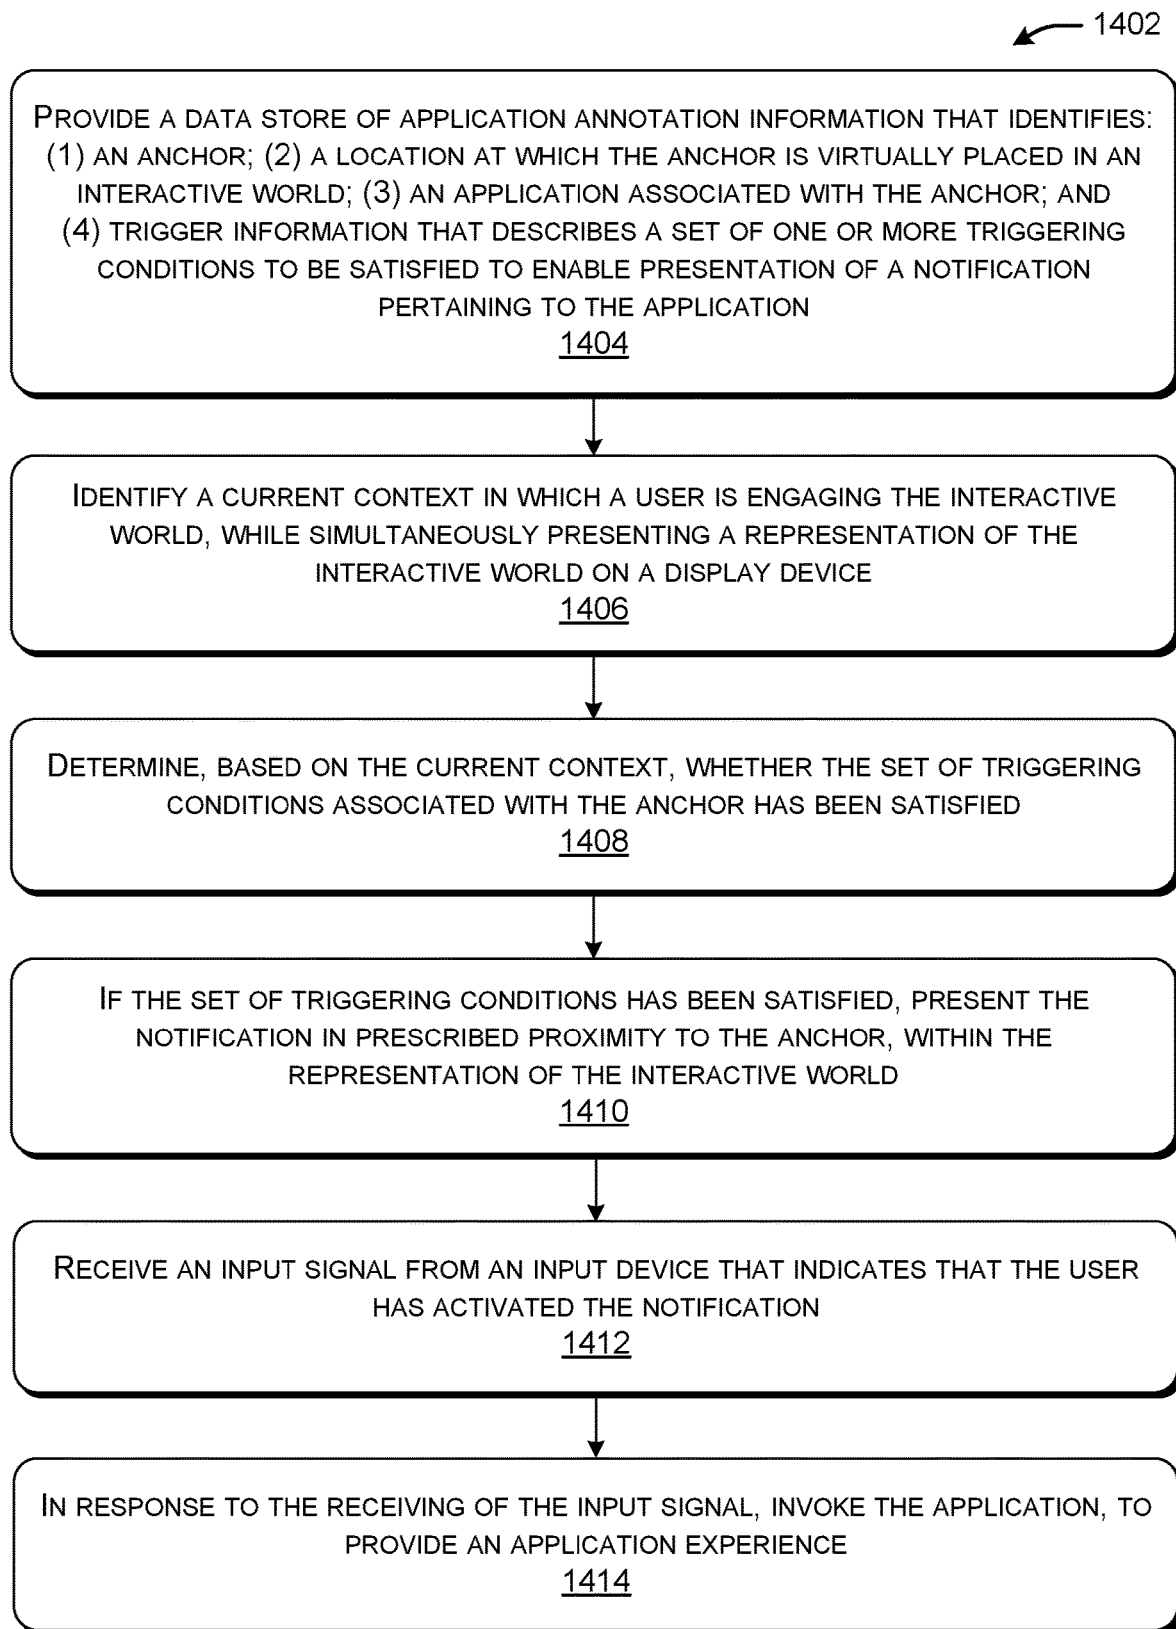 1402
PROVIDE A DATA STORE OF APPLICATION ANNOTATION INFORMATION THAT IDENTIFIES:
(1) AN ANCHOR; (2) A LOCATION AT WHICH THE ANCHOR IS VIRTUALLY PLACED IN AN
INTERACTIVE WORLD; (3) AN APPLICATION ASSOCIATED WITH THE ANCHOR; AND
(4) TRIGGER INFORMATION THAT DESCRIBES A SET OF ONE OR MORE TRIGGERING
CONDITIONS TO BE SATISFIED TO ENABLE PRESENTATION OF A NOTIFICATION
PERTAINING TO THE APPLICATION
1404
IDENTIFY A CURRENT CONTEXT IN WHICH A USER IS ENGAGING THE INTERACTIVE
WORLD, WHILE SIMULTANEOUSLY PRESENTING A REPRESENTATION OF THE
INTERACTIVE WORLD ON A DISPLAY DEVICE
1406
DETERMINE, BASED ON THE CURRENT CONTEXT, WHETHER THE SET OF TRIGGERING
CONDITIONS ASSOCIATED WITH THE ANCHOR HAS BEEN SATISFIED
1408
IF THE SET OF TRIGGERING CONDITIONS HAS BEEN SATISFIED, PRESENT THE
NOTIFICATION IN PRESCRIBED PROXIMITY TO THE ANCHOR, WITHIN THE
REPRESENTATION OF THE INTERACTIVE WORLD
1410
RECEIVE AN INPUT SIGNAL FROM AN INPUT DEVICE THAT INDICATES THAT THE USER
HAS ACTIVATED THE NOTIFICATION
1412
IN RESPONSE TO THE RECEIVING OF THE INPUT SIGNAL, INVOKE THE APPLICATION, TO
PROVIDE AN APPLICATION EXPERIENCE
1414